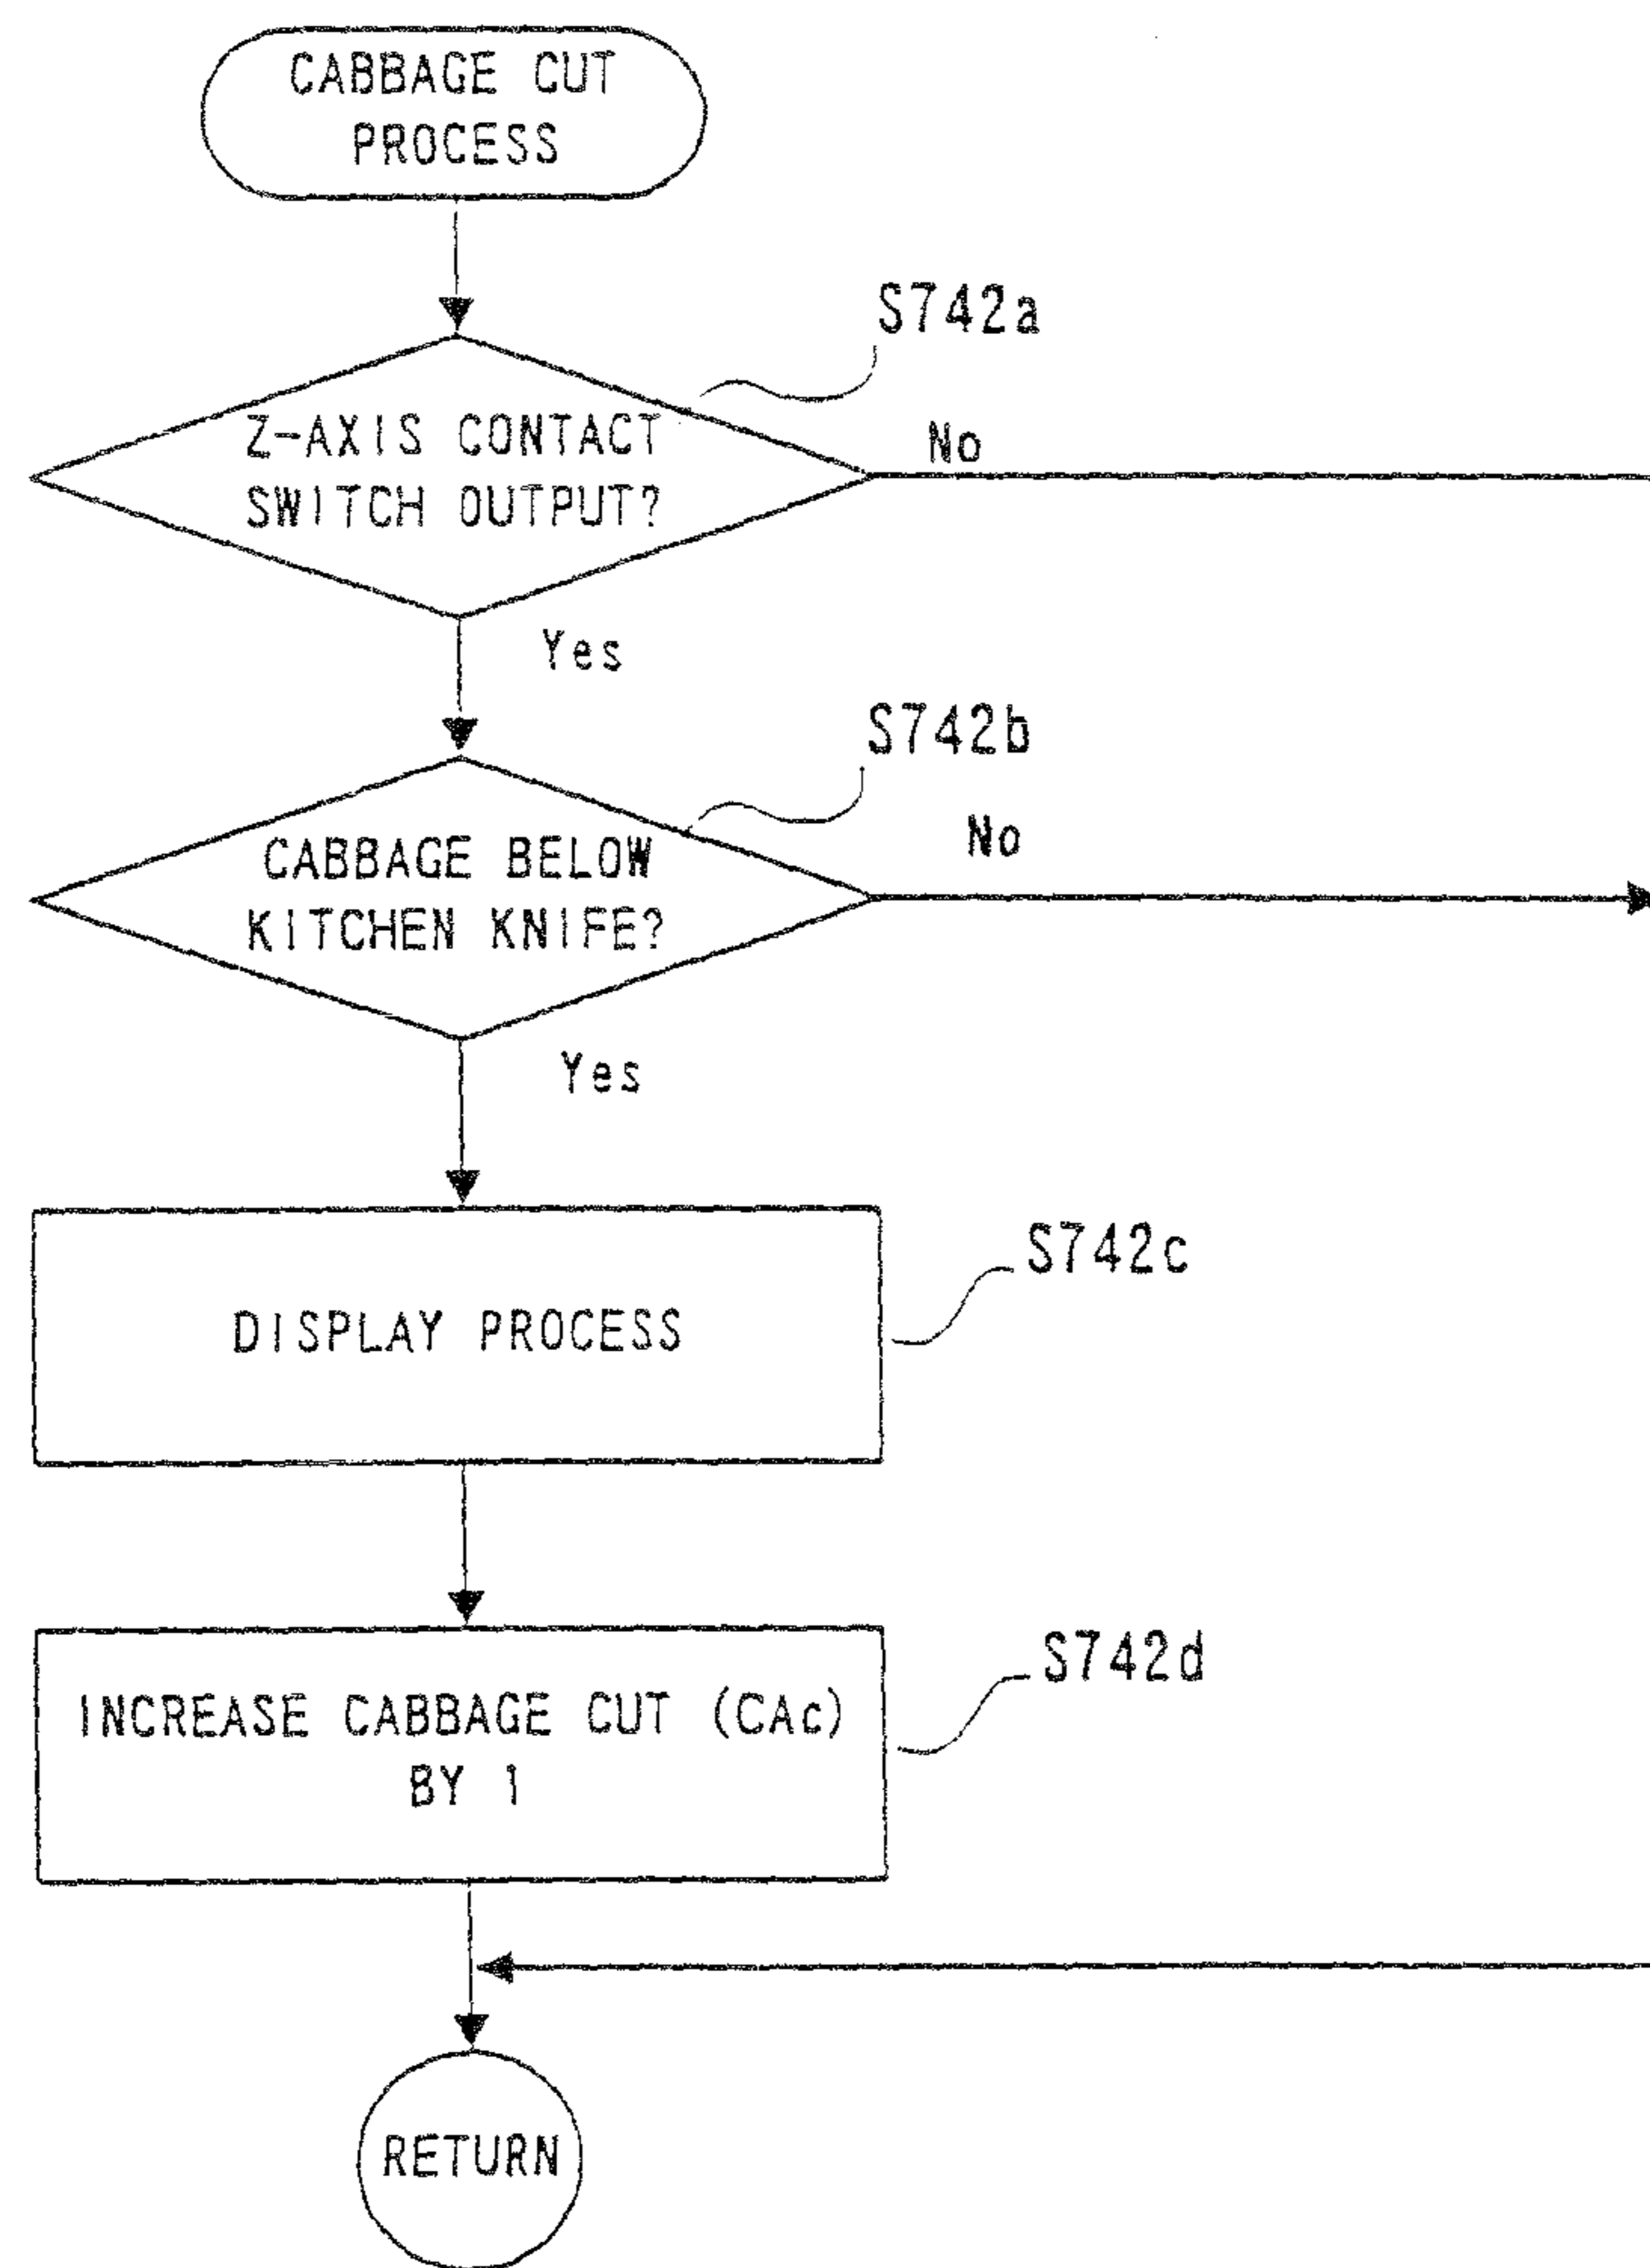 CABBAGE CUT
PROCESS
S742a
Z-AXIS CONTACT
SWITCH OUTPUT?
No
Yes
S742b
CABBAGE BELOW
KITCHEN KNIFE?
No
Yes
S742c
DISPLAY PROCESS
S742d
INCREASE CABBAGE CUT (CAc)
BY 1
RETURN